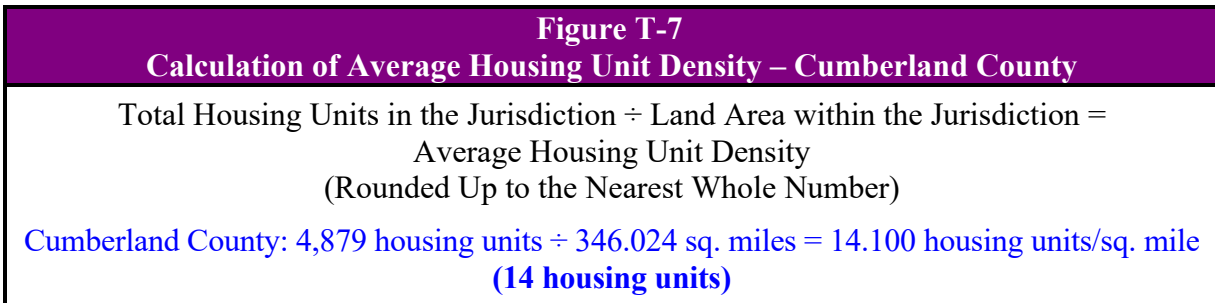 Figure T-7
Calculation of Average Housing Unit Density – Cumberland County
Total Housing Units in the Jurisdiction ÷ Land Area within the Jurisdiction =
Average Housing Unit Density
(Rounded Up to the Nearest Whole Number)
Cumberland County: 4,879 housing units ÷ 346.024 sq. miles = 14.100 housing units/sq. mile
(14 housing units)